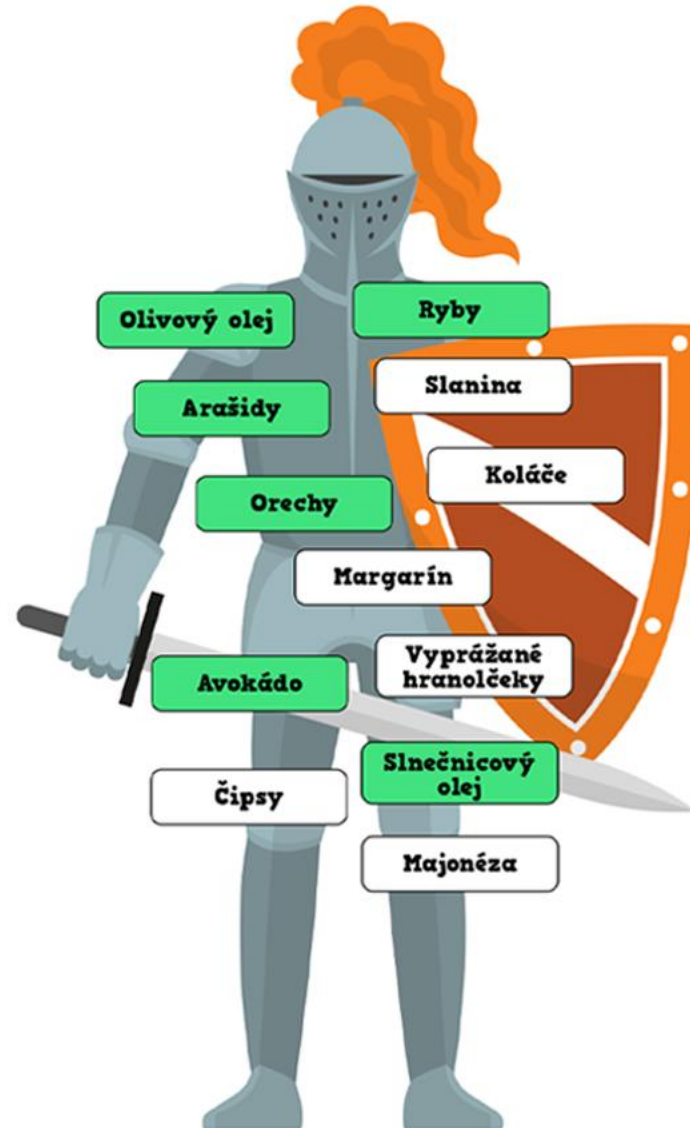 Olivový olej
Ryby
Slanina
Arašidy
Koláče
Orechy
Margarín
Vyprážané
hranolčeky
Avokádo
Slnečnicový
olej
Čipsy
Majonéza